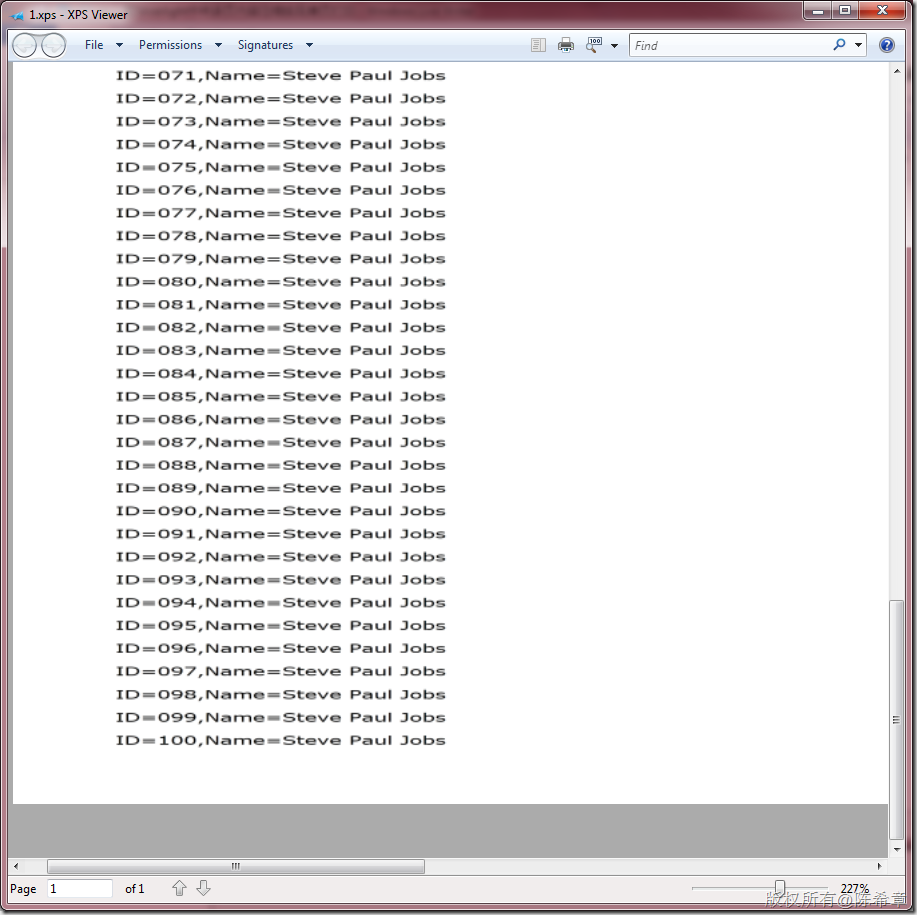 1.xps - XPS Viewer
File Permissions Signatures Find
ID=071,Name=Steve Paul Jobs
ID=072,Name=Steve Paul Jobs
ID=073,Name=Steve Paul Jobs
ID=074,Name=Steve Paul Jobs
ID=075,Name=Steve Paul Jobs
ID=076,Name=Steve Paul Jobs
ID=077,Name=Steve Paul Jobs
ID=078,Name=Steve Paul Jobs
ID=079,Name=Steve Paul Jobs
ID=080,Name=Steve Paul Jobs
ID=081,Name=Steve Paul Jobs
ID=082,Name=Steve Paul Jobs
ID=083,Name=Steve Paul Jobs
ID=084,Name=Steve Paul Jobs
ID=085,Name=Steve Paul Jobs
ID=086,Name=Steve Paul Jobs
ID=087,Name=Steve Paul Jobs
ID=088,Name=Steve Paul Jobs
ID=089,Name=Steve Paul Jobs
ID=090,Name=Steve Paul Jobs
ID=091,Name=Steve Paul Jobs
ID=092,Name=Steve Paul Jobs
ID=093,Name=Steve Paul Jobs
ID=094,Name=Steve Paul Jobs
ID=095,Name=Steve Paul Jobs
ID=096,Name=Steve Paul Jobs
ID=097,Name=Steve Paul Jobs
ID=098,Name=Steve Paul Jobs
ID=099,Name=Steve Paul Jobs
ID=100,Name=Steve Paul Jobs
Page 1 of 1 227%
版权所有@陈希章